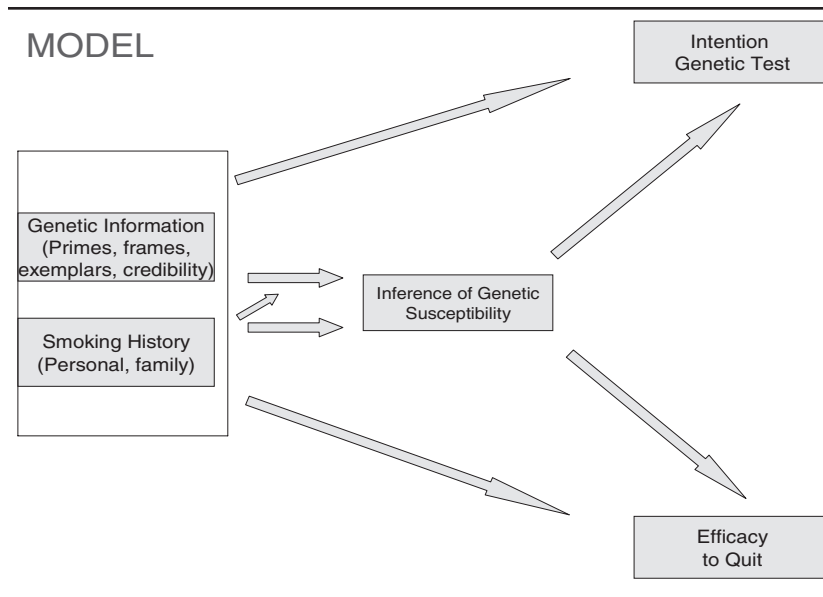 MODEL
Intention
Genetic Test
Genetic Information
(Primes, frames,
exemplars, credibility)
Inference of Genetic
Susceptibility
Smoking History
(Personal, family)
Efficacy
to Quit